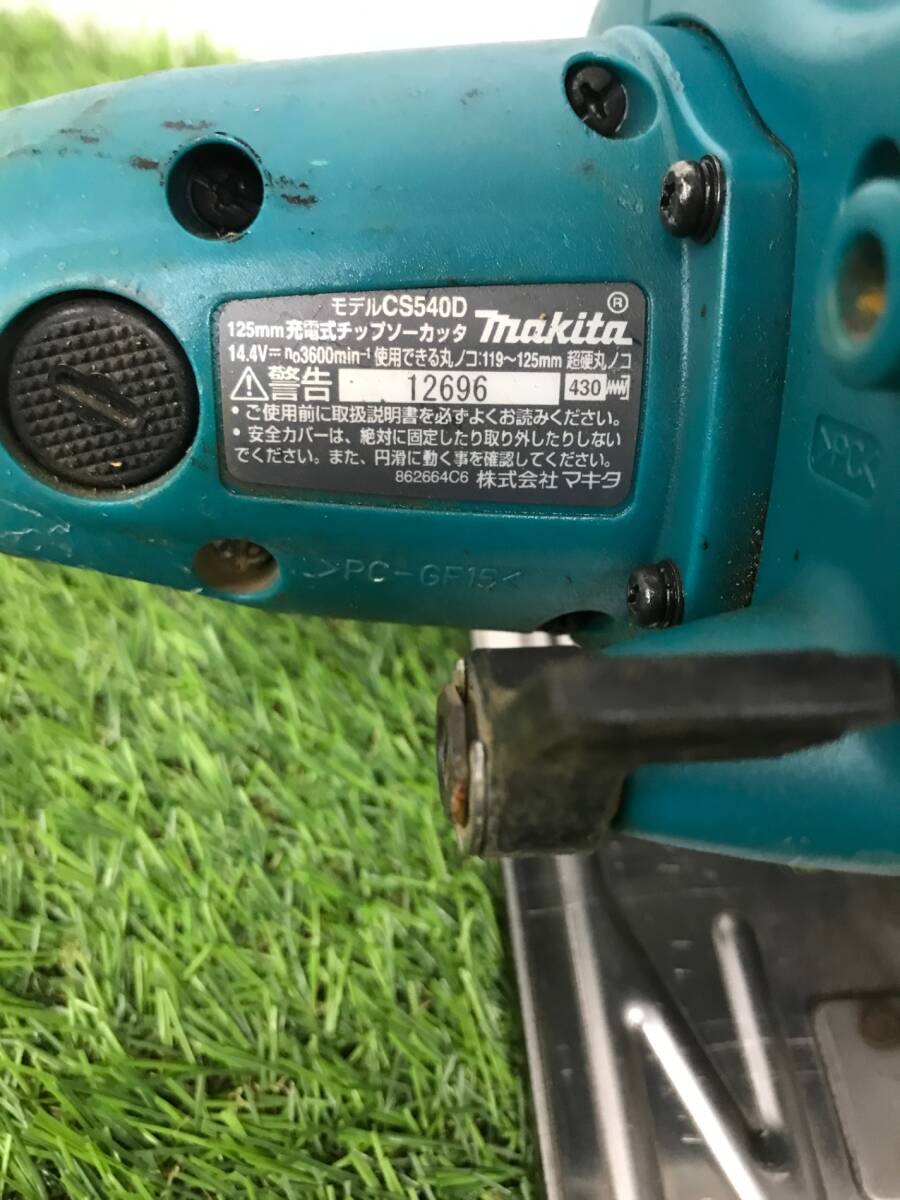 モデルCS540D
125mm充電式チップソーカッタ makita®
14.4V⎓ n₀3600min⁻¹ 使用できる丸ノコ:119～125mm 超硬丸ノコ
⚠警告 12696 430
・ご使用前に取扱説明書を必ずよくお読みください。
・安全カバーは、絶対に固定したり取り外したりしない
でください。また、円滑に動く事を確認してください。
862664C6 株式会社マキタ
>PC-GF15<
>PC<